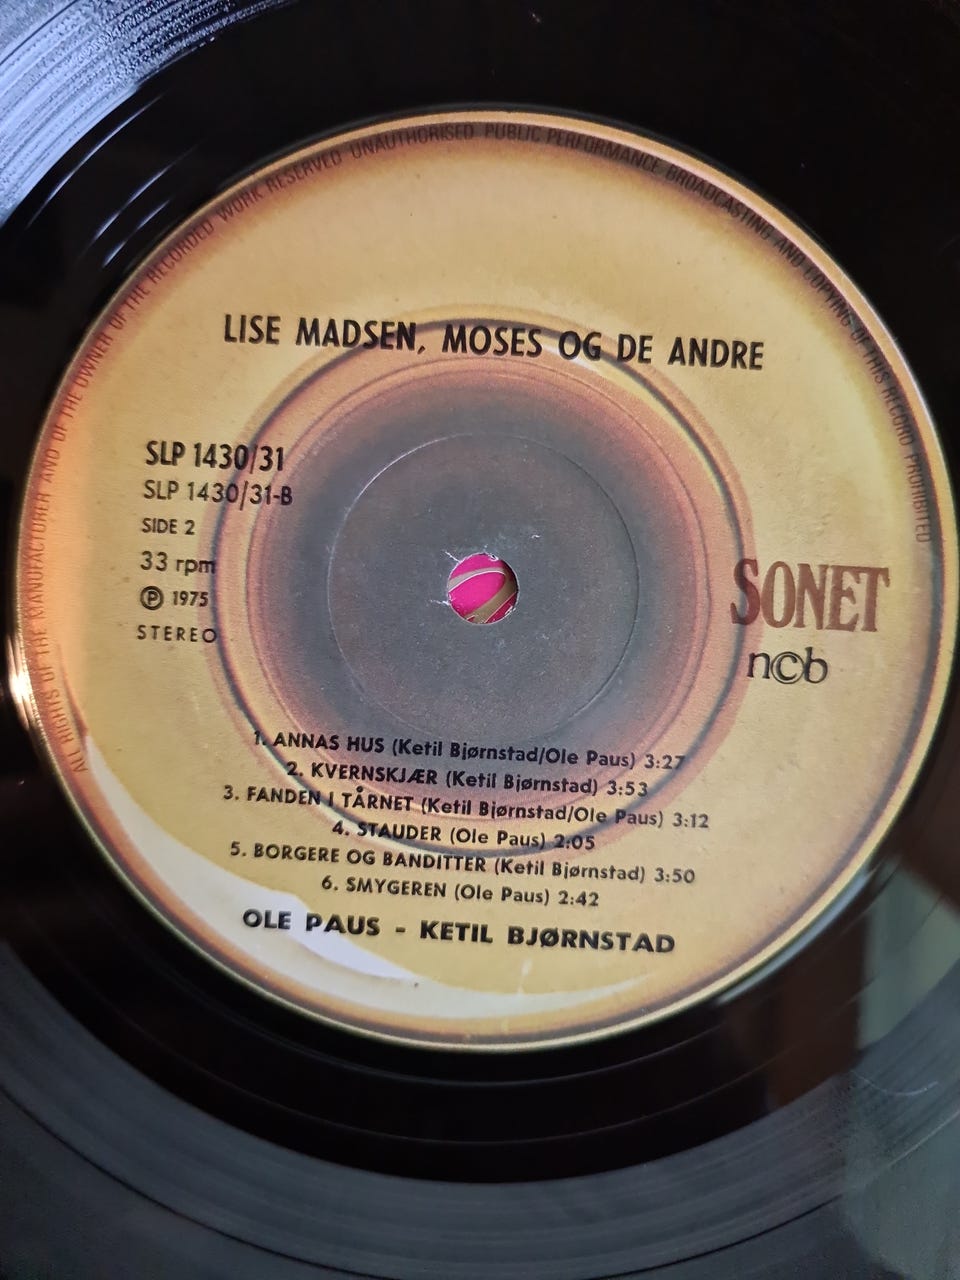 ALL RIGHTS OF THE MANUFACTURER AND OF THE OWNER OF THE RECORDED WORK RESERVED UNAUTHORISED PUBLIC PERFORMANCE BROADCASTING AND COPYING OF THIS RECORD PROHIBITED
LISE MADSEN, MOSES OG DE ANDRE
SLP 1430/31
SLP 1430/31-B
SIDE 2
33 rpm
Ⓟ 1975
STEREO
SONET
n©b
1. ANNAS HUS (Ketil Bjørnstad/Ole Paus) 3:27
2. KVERNSKJÆR (Ketil Bjørnstad) 3:53
3. FANDEN I TÅRNET (Ketil Bjørnstad/Ole Paus) 3:12
4. STAUDER (Ole Paus) 2:05
5. BORGERE OG BANDITTER (Ketil Bjørnstad) 3:50
6. SMYGEREN (Ole Paus) 2:42
OLE PAUS - KETIL BJØRNSTAD